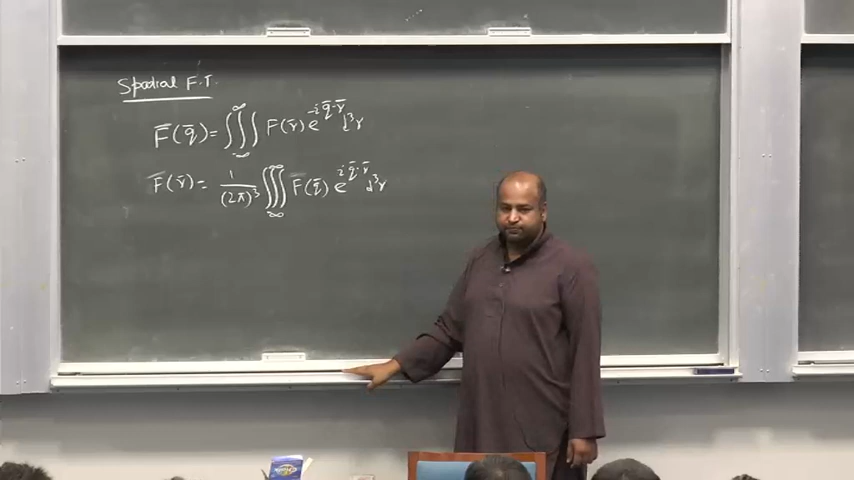 Spatial F.T.
F̄(q̄) = ∫∫∫_{-∞}^{∞} F(r̄) e^{-i q̄·r̄} d³r
F̄(r̄) = 1/(2π)³ ∫∫∫_{-∞}^{∞} F̄(q̄) e^{i q̄·r̄} d³r